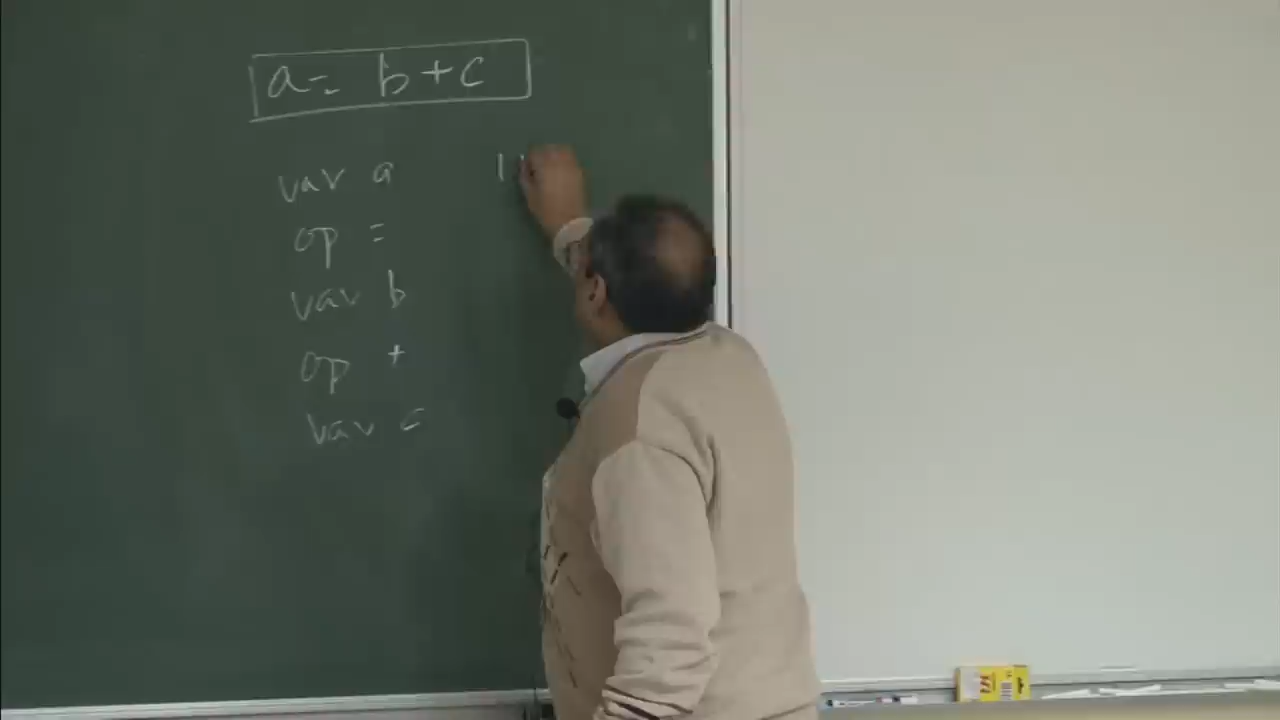 a = b + c
var a
op =
var b
op +
var c